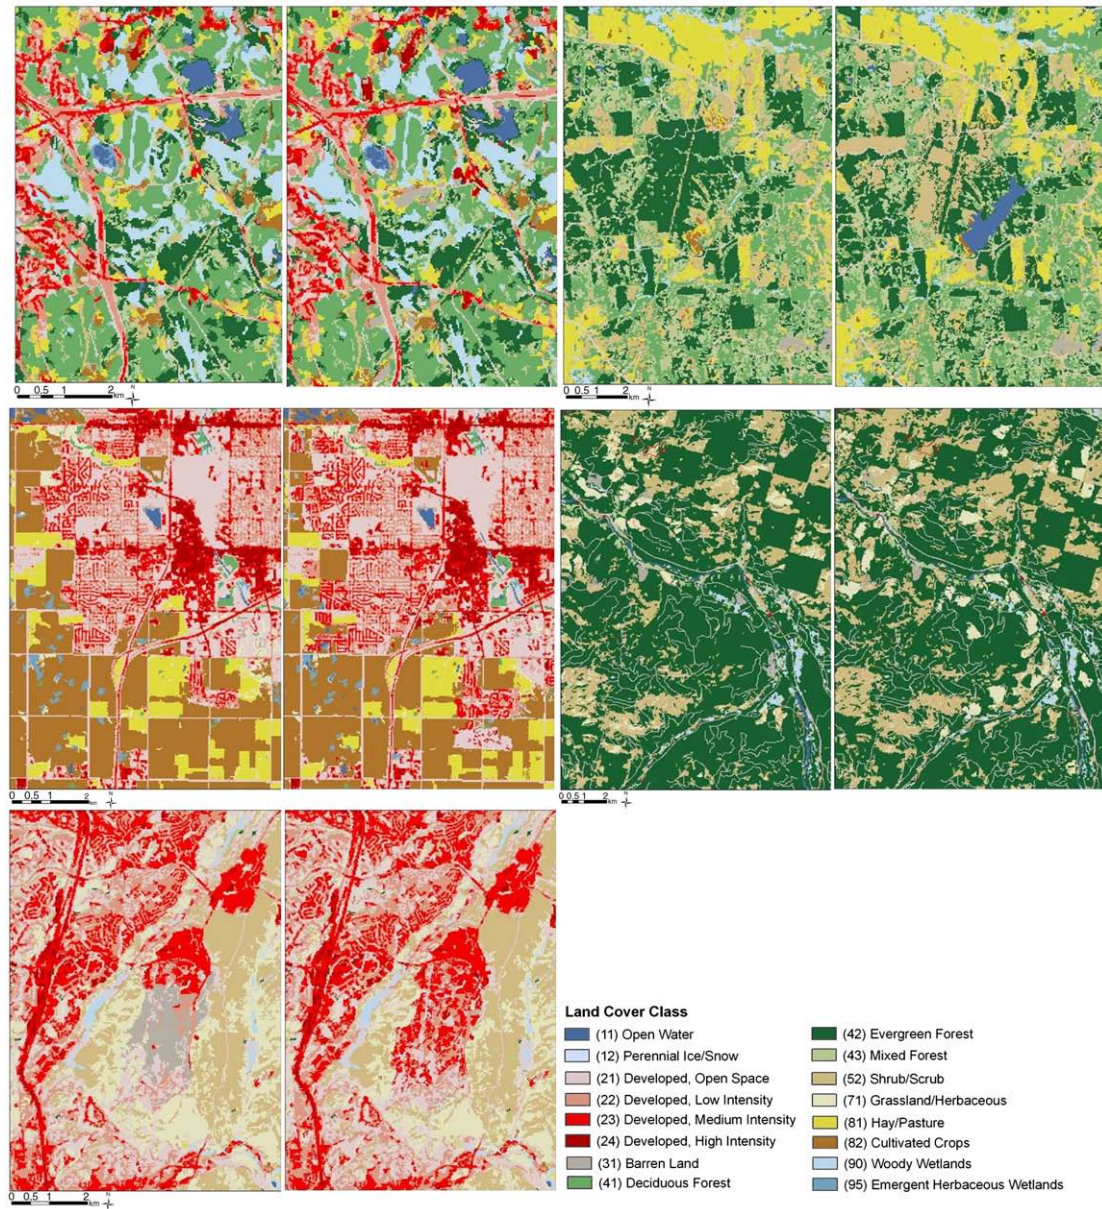 0 0.5 1 2
km
N
0 0.5 1 2
km
N
0 0.5 1 2
km
N
0 0.5 1 2
km
N
Land Cover Class
(11) Open Water
(12) Perennial Ice/Snow
(21) Developed, Open Space
(22) Developed, Low Intensity
(23) Developed, Medium Intensity
(24) Developed, High Intensity
(31) Barren Land
(41) Deciduous Forest
(42) Evergreen Forest
(43) Mixed Forest
(52) Shrub/Scrub
(71) Grassland/Herbaceous
(81) Hay/Pasture
(82) Cultivated Crops
(90) Woody Wetlands
(95) Emergent Herbaceous Wetlands
0 0.5 1 2
km
N